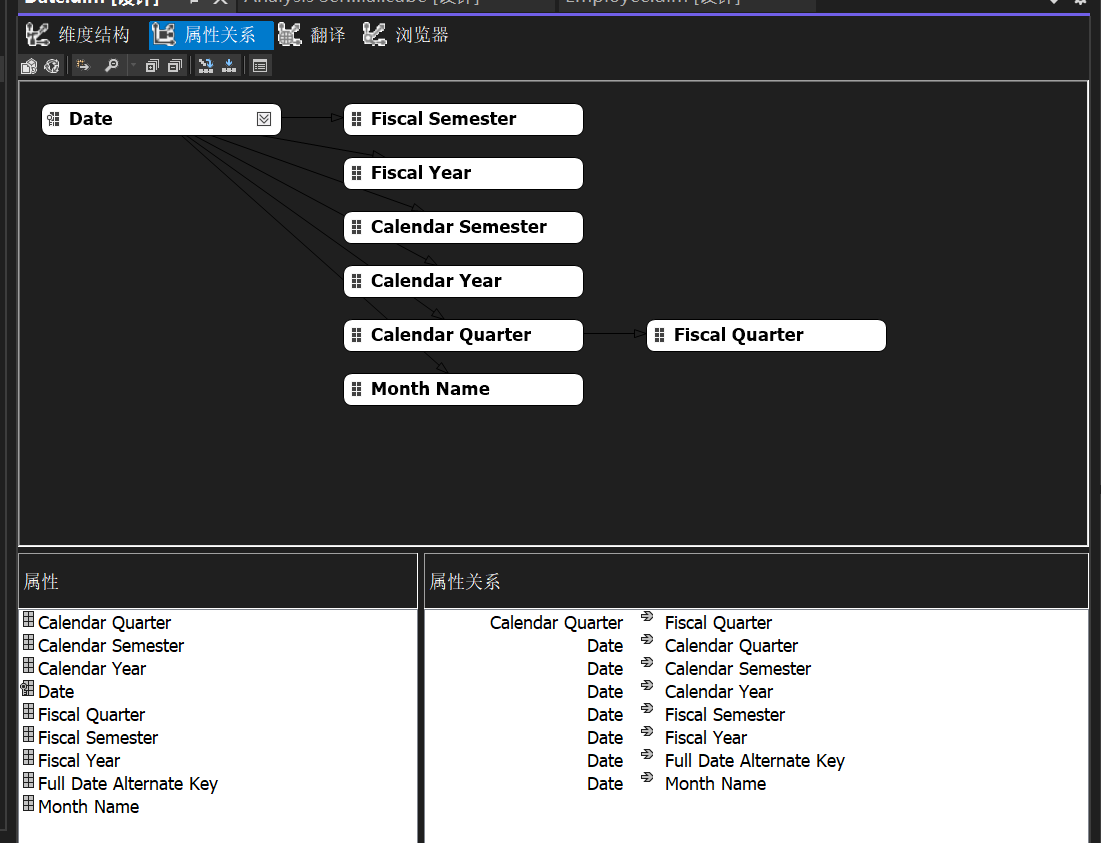 维度结构 属性关系 翻译 浏览器
Date Fiscal Semester
Fiscal Year
Calendar Semester
Calendar Year
Calendar Quarter Fiscal Quarter
Month Name
属性
Calendar Quarter
Calendar Semester
Calendar Year
Date
Fiscal Quarter
Fiscal Semester
Fiscal Year
Full Date Alternate Key
Month Name
属性关系
Calendar Quarter Fiscal Quarter
Date Calendar Quarter
Date Calendar Semester
Date Calendar Year
Date Fiscal Semester
Date Fiscal Year
Date Full Date Alternate Key
Date Month Name